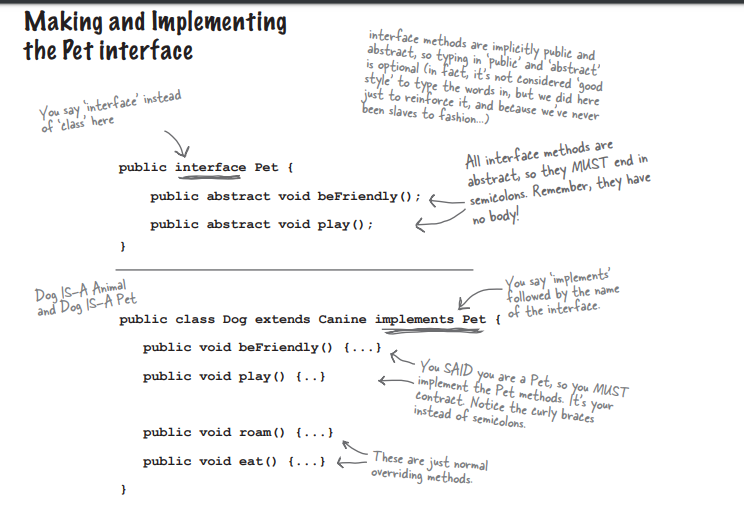 Making and Implementing
the Pet interface
interface methods are implicitly public and
abstract, so typing in 'public' and 'abstract'
is optional (in fact, it's not considered 'good
style' to type the words in, but we did here
just to reinforce it, and because we've never
been slaves to fashion...)
You say 'interface' instead
of 'class' here
public interface Pet {
public abstract void beFriendly();
public abstract void play();
}
All interface methods are
abstract, so they MUST end in
semicolons. Remember, they have
no body!
Dog IS-A Animal
and Dog IS-A Pet
You say 'implements'
followed by the name
of the interface.
public class Dog extends Canine implements Pet {
public void beFriendly() {...}
public void play() {..}
You SAID you are a Pet, so you MUST
implement the Pet methods. It's your
contract. Notice the curly braces
instead of semicolons.
public void roam() {...}
public void eat() {...}
These are just normal
overriding methods.
}